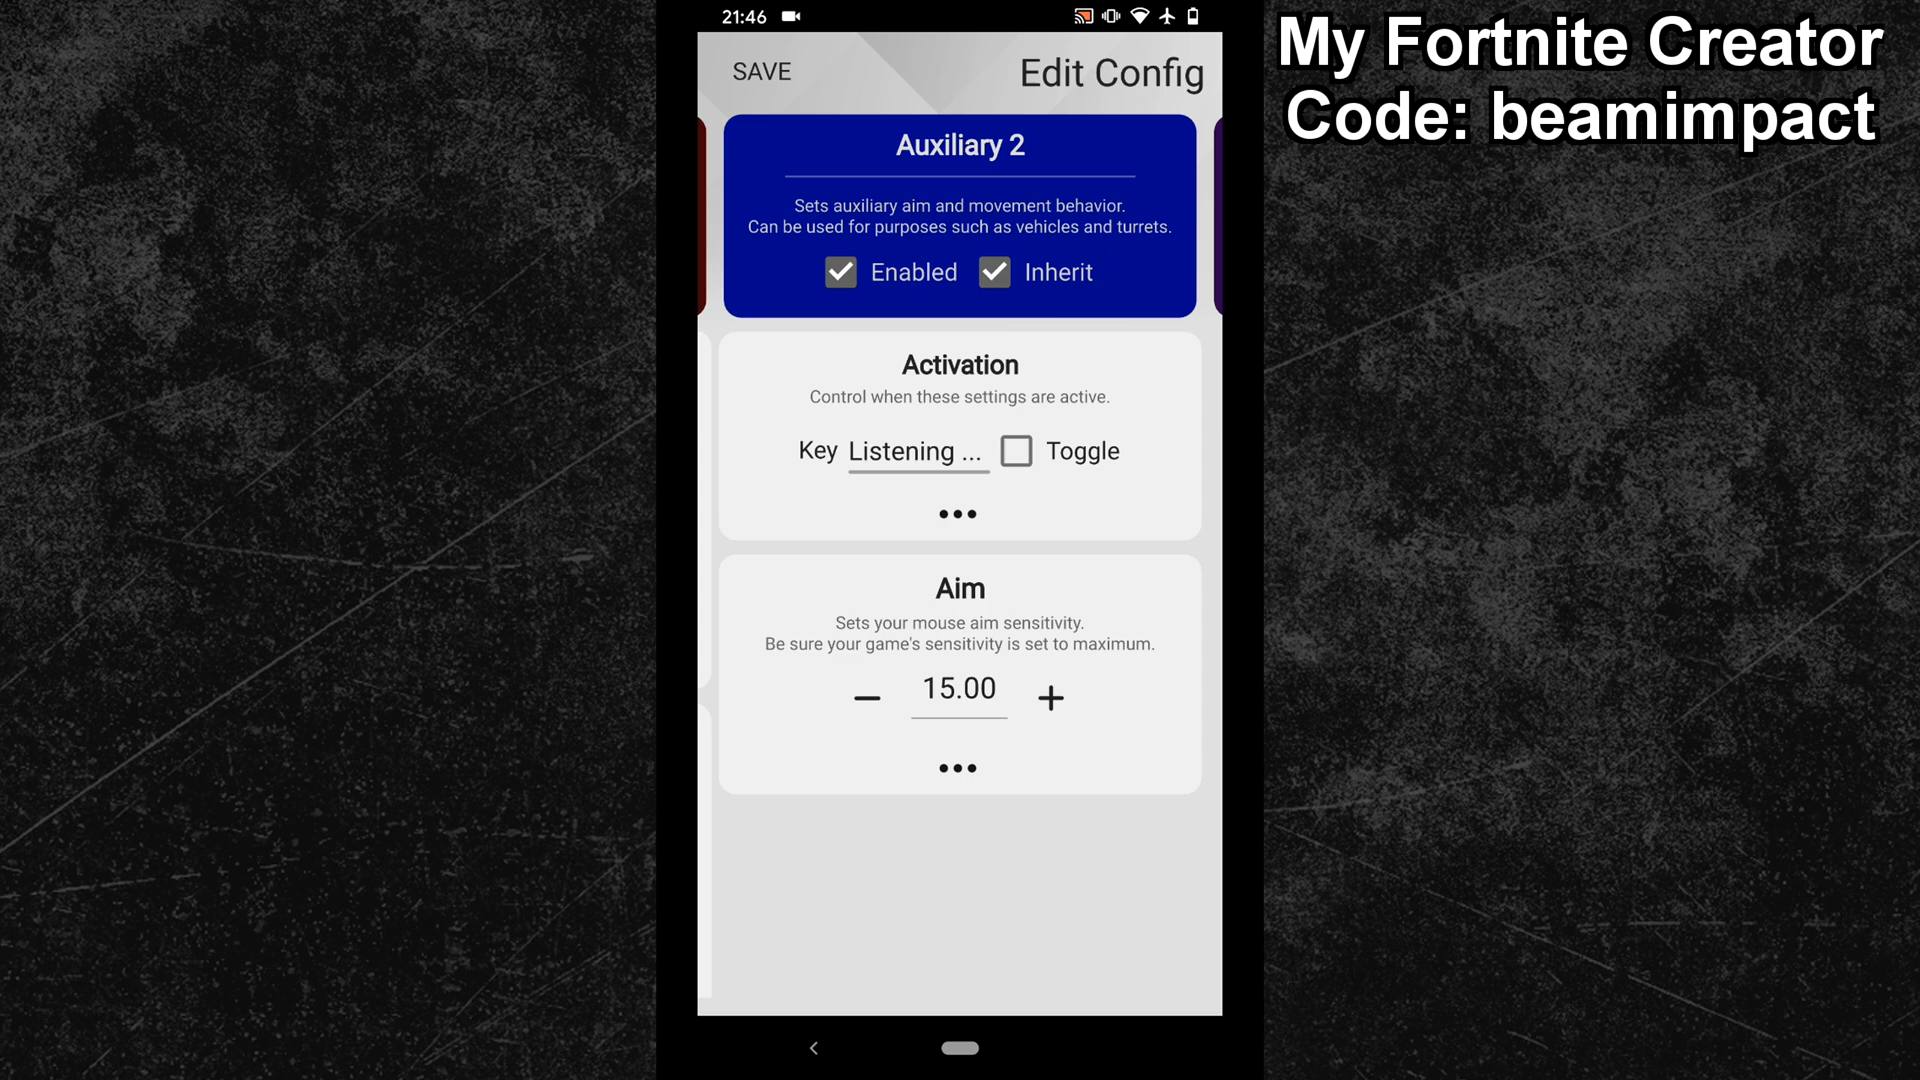 21:46
My Fortnite Creator
Code: beamimpact
SAVE
Edit Config
Auxiliary 2
Sets auxiliary aim and movement behavior.
Can be used for purposes such as vehicles and turrets.
Enabled
Inherit
Activation
Control when these settings are active.
Key Listening ... Toggle
Aim
Sets your mouse aim sensitivity.
Be sure your game's sensitivity is set to maximum.
15.00